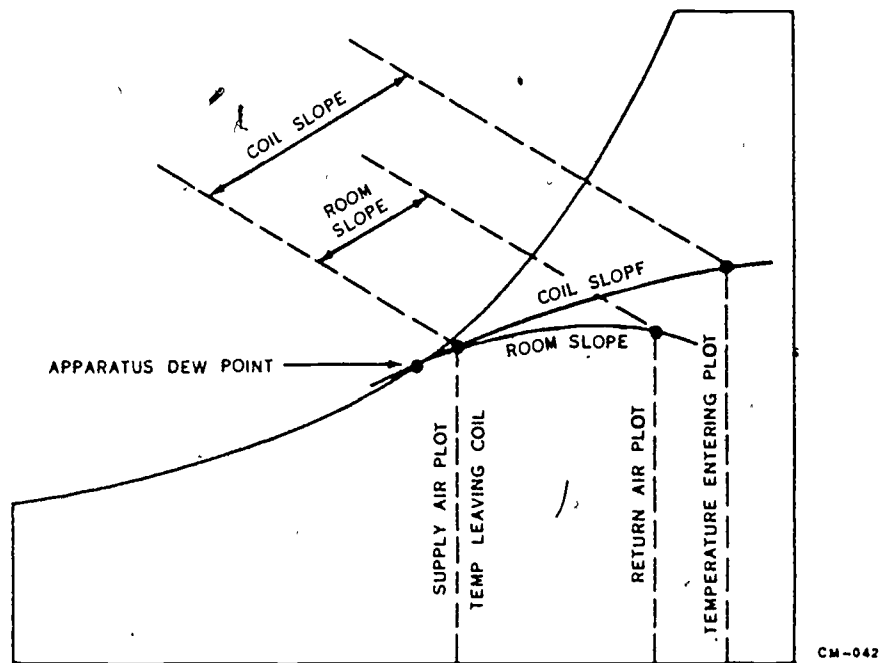 COIL SLOPE
ROOM
SLOPE
COIL SLOPE
ROOM SLOPE
APPARATUS DEW POINT
SUPPLY AIR PLOT
TEMP LEAVING COIL
RETURN AIR PLOT
TEMPERATURE ENTERING PLOT
CM-042